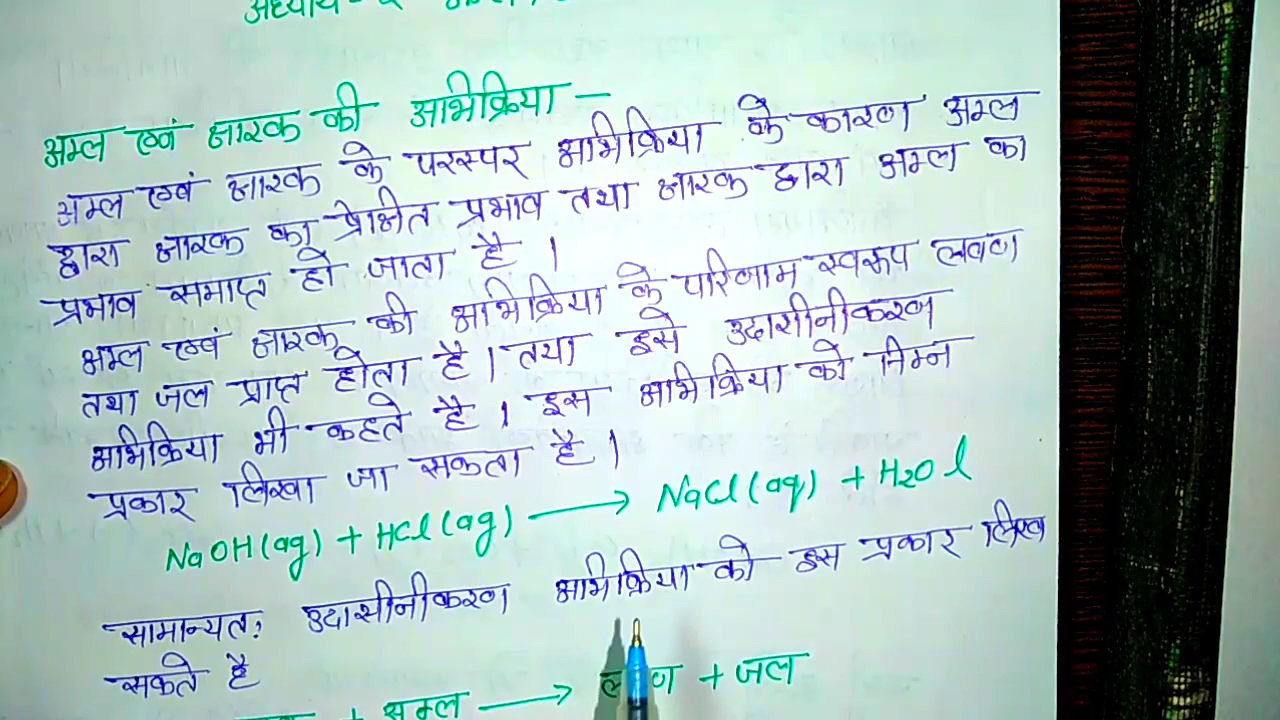 अध्याय - २
अम्ल एवं क्षारक की अभिक्रिया —
अम्ल एवं क्षारक के परस्पर अभिक्रिया के कारण अम्ल
द्वारा क्षारक का प्रेक्षित प्रभाव तथा क्षारक द्वारा अम्ल का
प्रभाव समाप्त हो जाता है ।
अम्ल एवं क्षारक की अभिक्रिया के परिणाम स्वरूप लवण
तथा जल प्राप्त होता है । तथा इसे उदासीनीकरण
अभिक्रिया भी कहते है । इस अभिक्रिया को निम्न
प्रकार लिखा जा सकता है ।
NaOH(aq) + HCl(aq) ⟶ NaCl(aq) + H2O l
सामान्यतः उदासीनीकरण अभिक्रिया को इस प्रकार लिख
सकते है
+ अम्ल ⟶ + जल